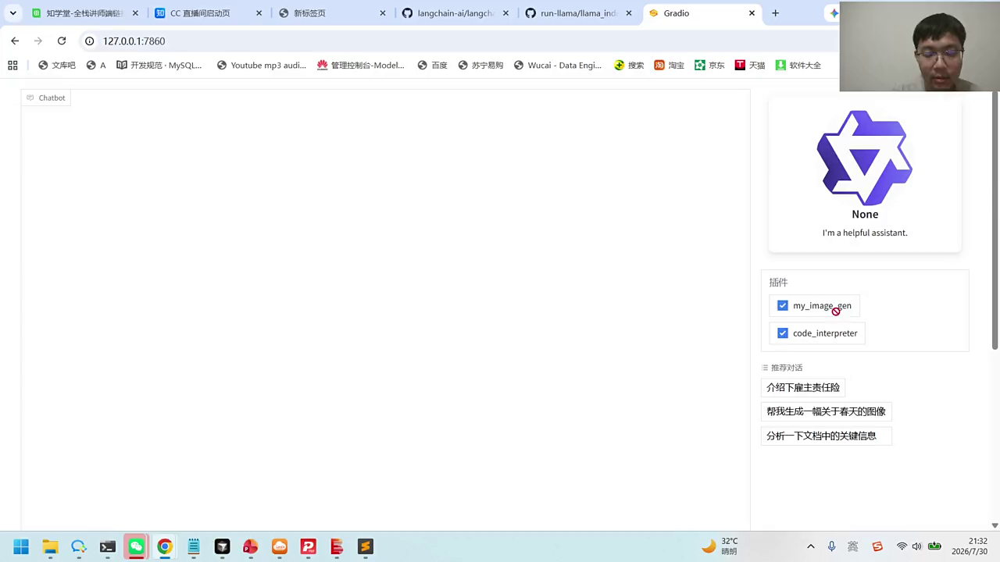 知学堂-全栈训师端链
CC 直播间启动页
新标签页
langchain-ai/langch
run-llama/llama_ind
Gradio
127.0.0.1:7860
文库吧
A
开发规范 · MySQL...
Youtube mp3 audi...
管理控制台-Model...
百度
苏宁易购
Wucai - Data Engi...
搜索
淘宝
京东
天猫
软件大全
Chatbot
None
I'm a helpful assistant.
插件
my_image_gen
code_interpreter
推荐对话
介绍下雇主责任险
帮我生成一幅关于春天的图像
分析一下文档中的关键信息
32°C
晴朗
英
21:32
2026/7/30